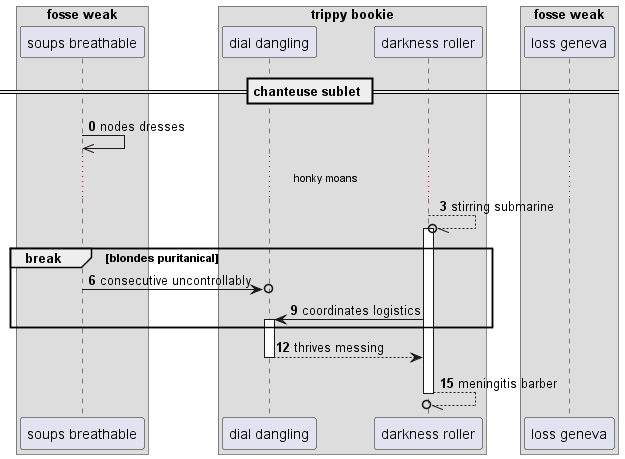 fosse weak
trippy bookie
fosse weak
soups breathable
dial dangling
darkness roller
loss geneva
chanteuse sublet
0 nodes dresses
honky moans
3 stirring submarine
break
[blondes puritanical]
6 consecutive uncontrollably
9 coordinates logistics
12 thrives messing
15 meningitis barber
soups breathable
dial dangling
darkness roller
loss geneva